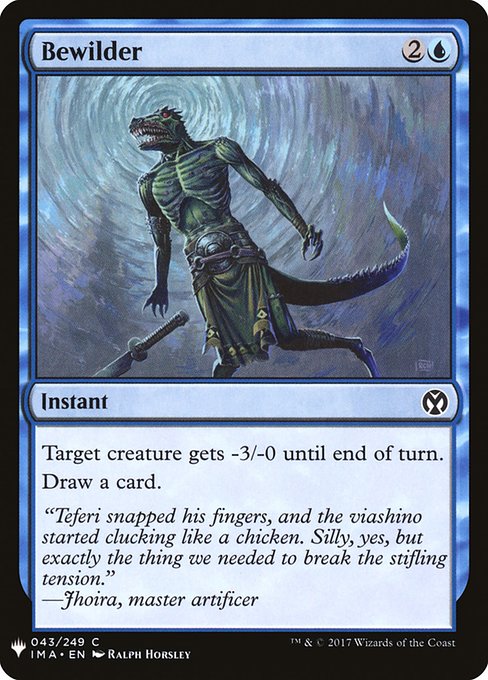 Bewilder 2
Instant
Target creature gets -3/-0 until end of turn.
Draw a card.
“Teferi snapped his fingers, and the viashino
started clucking like a chicken. Silly, yes, but
exactly the thing we needed to break the stifling
tension.”
—Jhoira, master artificer
043/249 C
IMA • EN RALPH HORSLEY
™ & © 2017 Wizards of the Coast